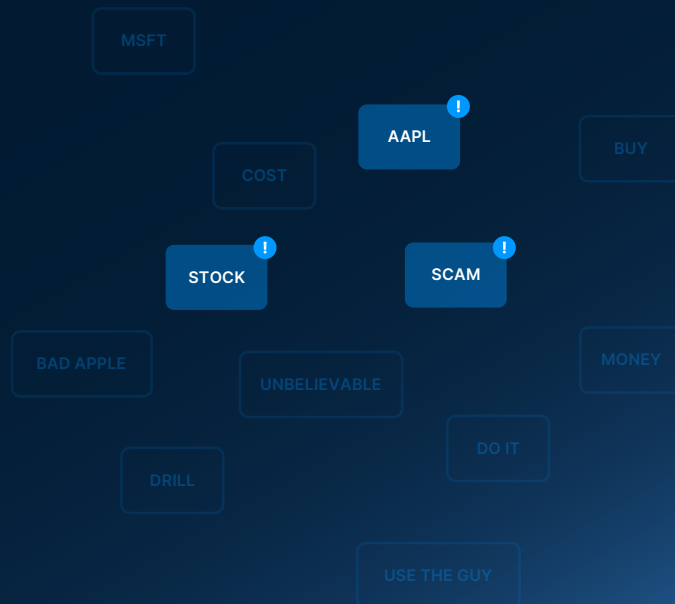 MSFT
!
AAPL
BUY
COST
!
STOCK
!
SCAM
BAD APPLE
UNBELIEVABLE
MONEY
DO IT
DRILL
USE THE GUY